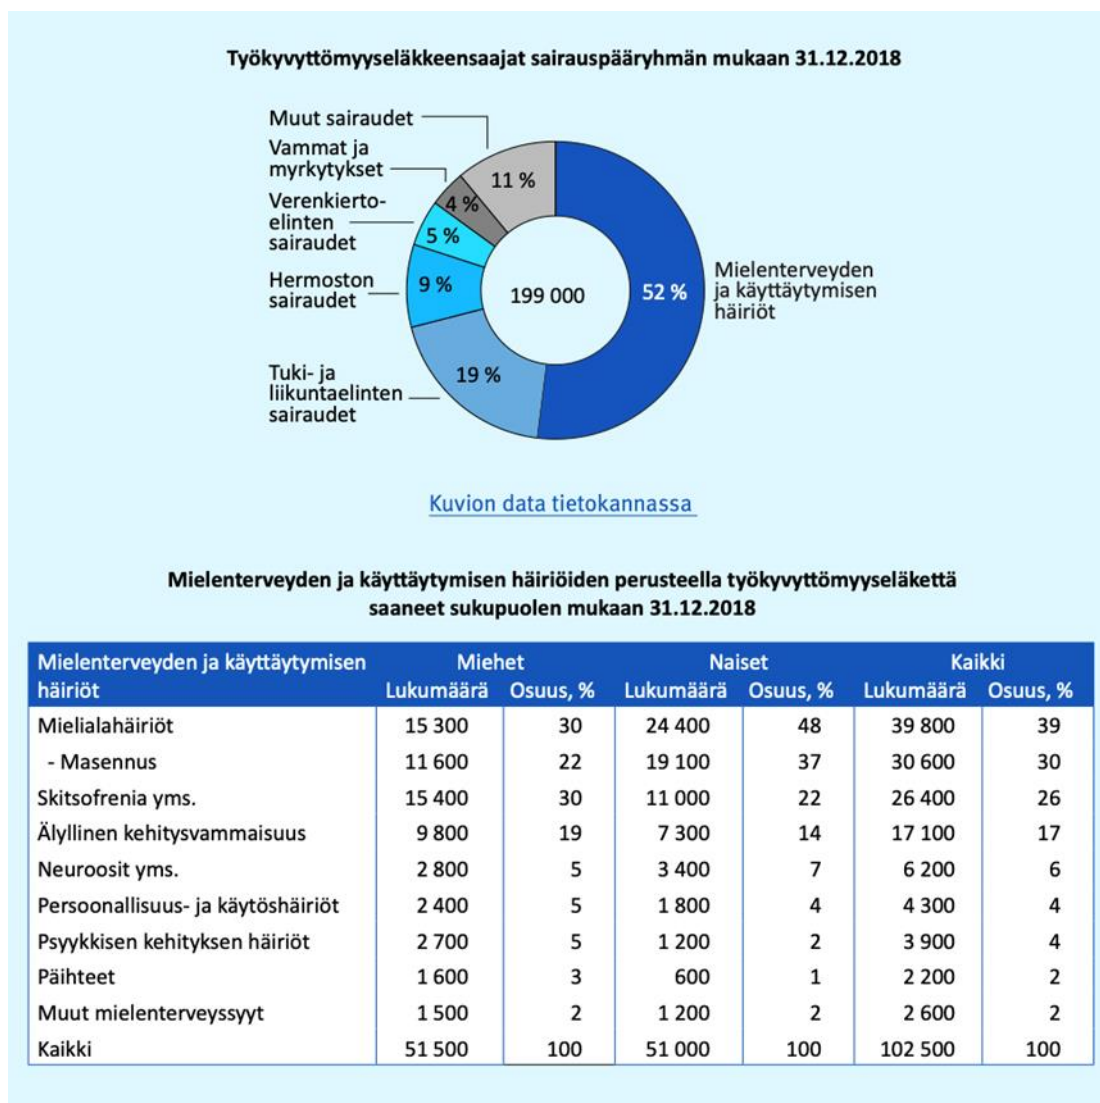 Työkyvyttömyyseläkkeensaajat sairauspääryhmän mukaan 31.12.2018
Muut sairaudet
Vammat ja
myrkytykset
Verenkierto-
elinten
sairaudet
Hermoston
sairaudet
Tuki- ja
liikuntaelinten
sairaudet
11 %
4 %
5 %
9 %
19 %
199 000
52 %
Mielenterveyden
ja käyttäytymisen
häiriöt
Kuvion data tietokannassa
Mielenterveyden ja käyttäytymisen häiriöiden perusteella työkyvyttömyyseläkettä
saaneet sukupuolen mukaan 31.12.2018
Mielenterveyden ja käyttäytymisen Miehet Naiset Kaikki
häiriöt Lukumäärä Osuus, % Lukumäärä Osuus, % Lukumäärä Osuus, %
Mielialahäiriöt 15 300 30 24 400 48 39 800 39
- Masennus 11 600 22 19 100 37 30 600 30
Skitsofrenia yms. 15 400 30 11 000 22 26 400 26
Älyllinen kehitysvammaisuus 9 800 19 7 300 14 17 100 17
Neuroosit yms. 2 800 5 3 400 7 6 200 6
Persoonallisuus- ja käytöshäiriöt 2 400 5 1 800 4 4 300 4
Psyykkisen kehityksen häiriöt 2 700 5 1 200 2 3 900 4
Päihteet 1 600 3 600 1 2 200 2
Muut mielenterveyssyyt 1 500 2 1 200 2 2 600 2
Kaikki 51 500 100 51 000 100 102 500 100